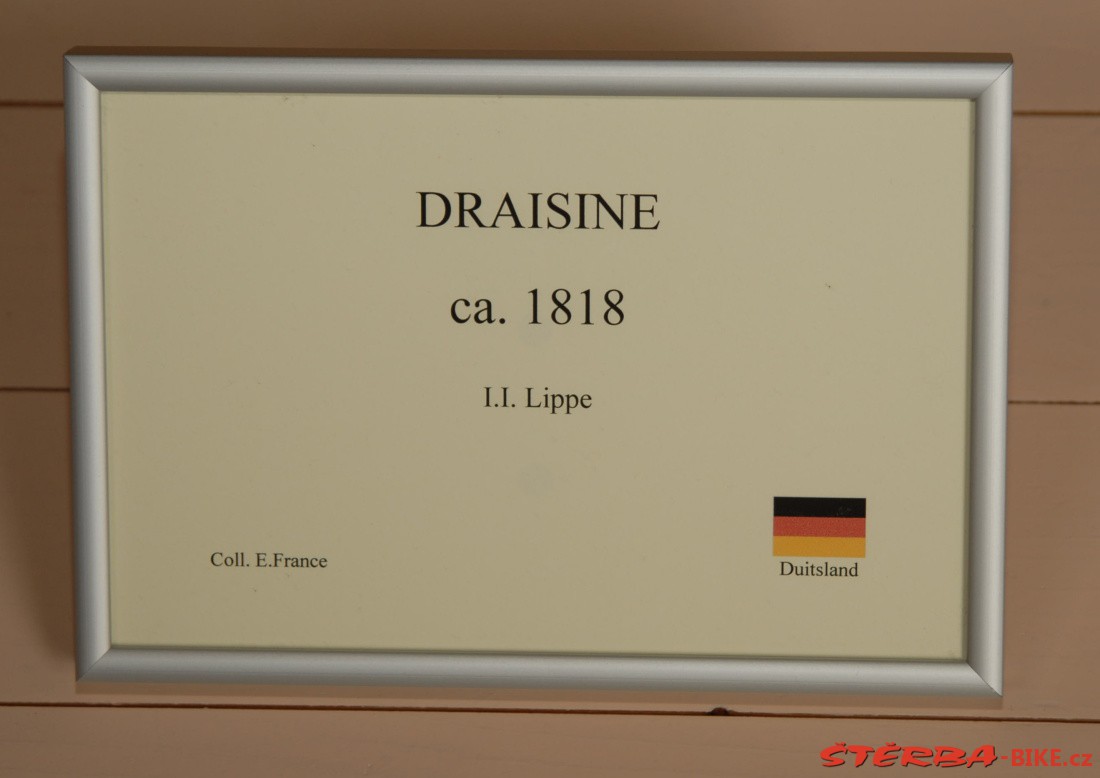 DRAISINE
ca. 1818
I.I. Lippe
Coll. E.France
Duitsland
ŠTĚRBA-BIKE.cz